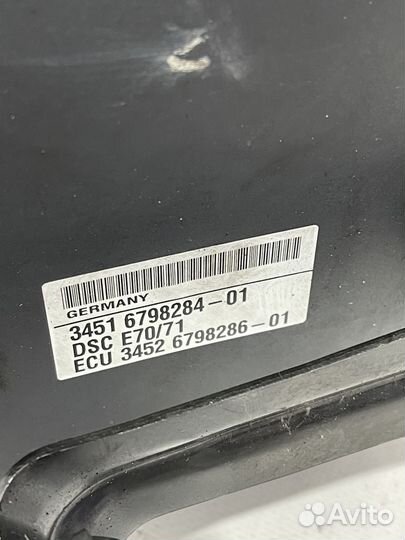 GERMANY
3451 6798284-01
DSC E70/71
ECU 3452 6798286-01
Avito